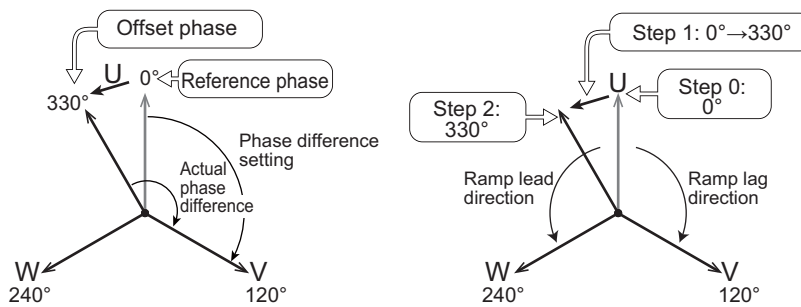 Offset phase
U
0°
Reference phase
330°
Phase difference
setting
Actual
phase
difference
W
240°
V
120°
Step 1: 0°→330°
U
Step 0:
0°
Step 2:
330°
Ramp lead
direction
Ramp lag
direction
W
240°
V
120°